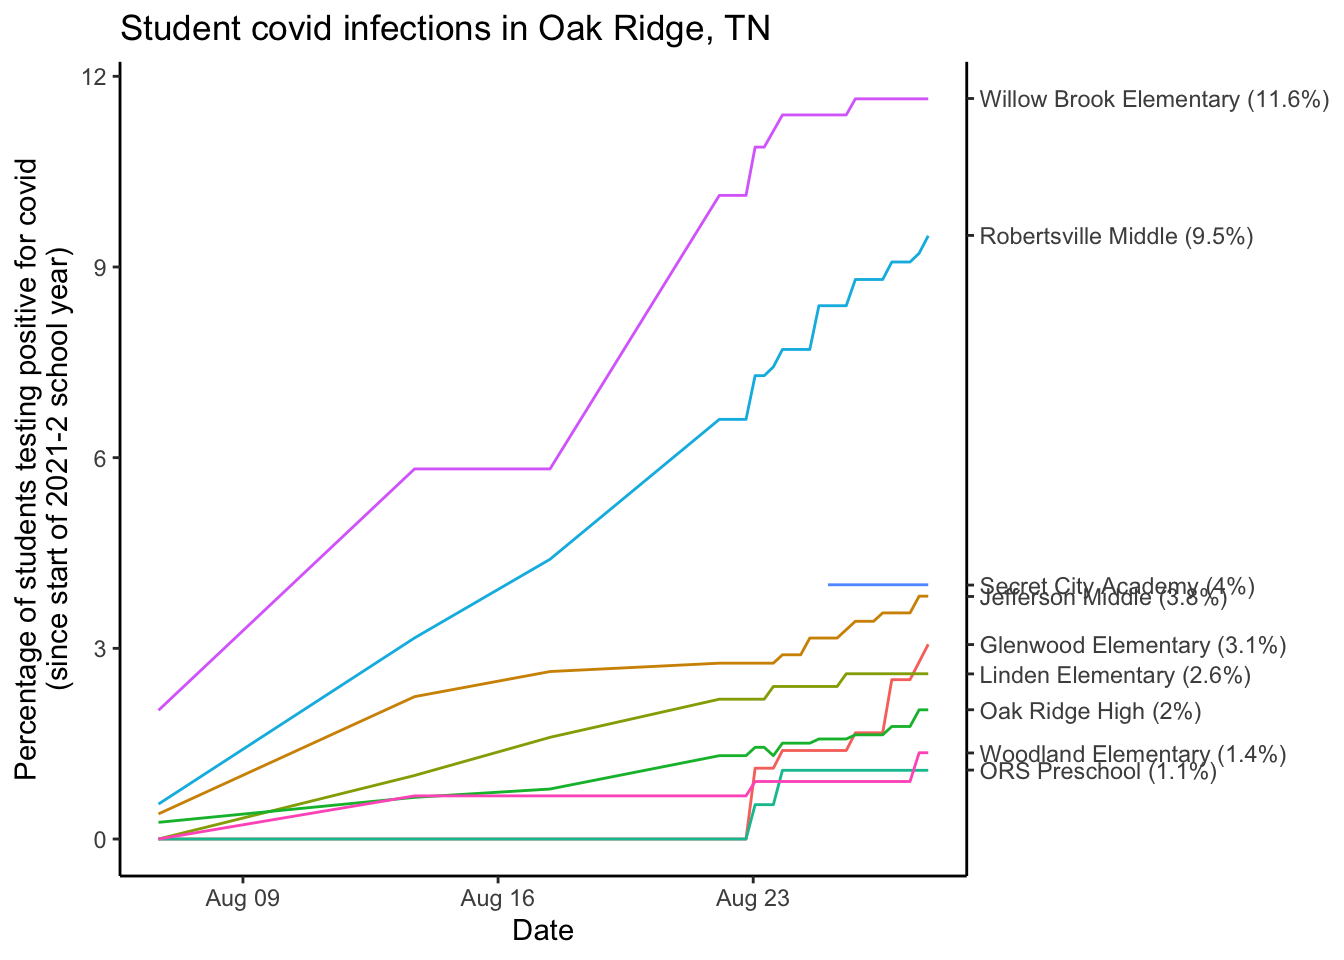 Student covid infections in Oak Ridge, TN
Percentage of students testing positive for covid
(since start of 2021-2 school year)
12
9
6
3
0
Willow Brook Elementary (11.6%)
Robertsville Middle (9.5%)
Secret City Academy (4%)
Jefferson Middle (3.8%)
Glenwood Elementary (3.1%)
Linden Elementary (2.6%)
Oak Ridge High (2%)
Woodland Elementary (1.4%)
ORS Preschool (1.1%)
Aug 09
Aug 16
Aug 23
Date